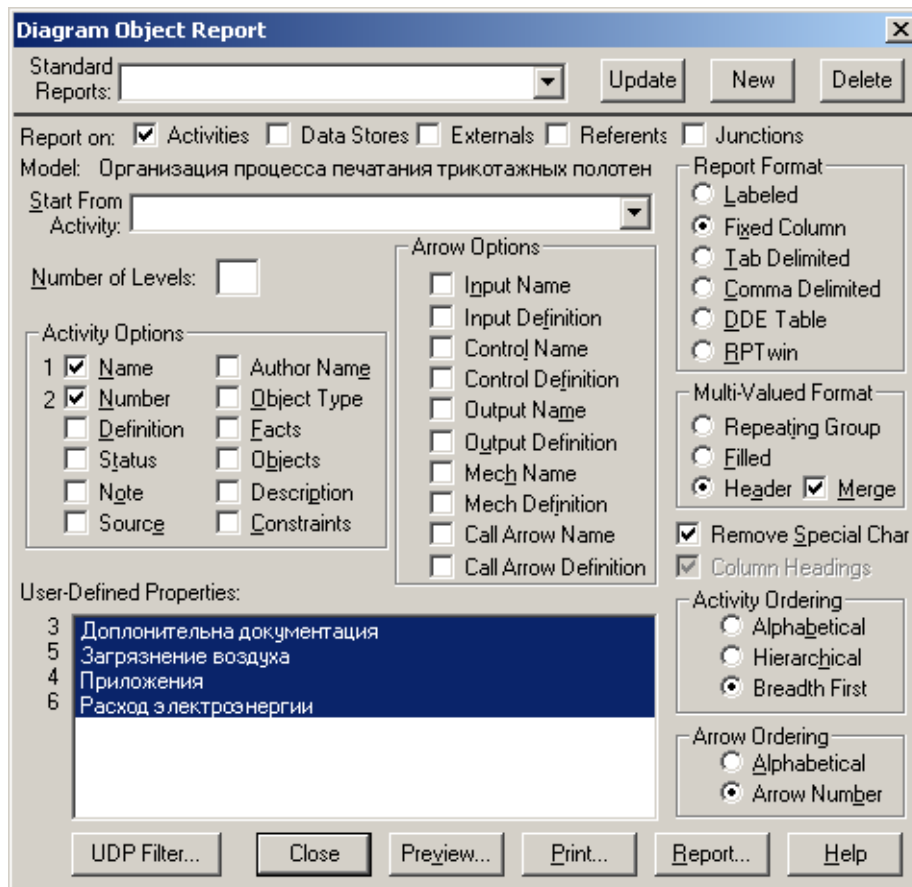 Diagram Object Report
Standard Reports:
Update New Delete
Report on: Activities Data Stores Externals Referents Junctions
Model: Организация процесса печатания трикотажных полотен
Start From Activity:
Number of Levels:
Activity Options
1 Name Author Name
2 Number Object Type
Definition Facts
Status Objects
Note Description
Source Constraints
Arrow Options
Input Name
Input Definition
Control Name
Control Definition
Output Name
Output Definition
Mech Name
Mech Definition
Call Arrow Name
Call Arrow Definition
Report Format
Labeled
Fixed Column
Tab Delimited
Comma Delimited
DDE Table
RPTwin
Multi-Valued Format
Repeating Group
Filled
Header Merge
Remove Special Char
Column Headings
User-Defined Properties:
3 Доплонительна документация
5 Загрязнение воздуха
4 Приложения
6 Расход электроэнергии
Activity Ordering
Alphabetical
Hierarchical
Breadth First
Arrow Ordering
Alphabetical
Arrow Number
UDP Filter... Close Preview... Print... Report... Help